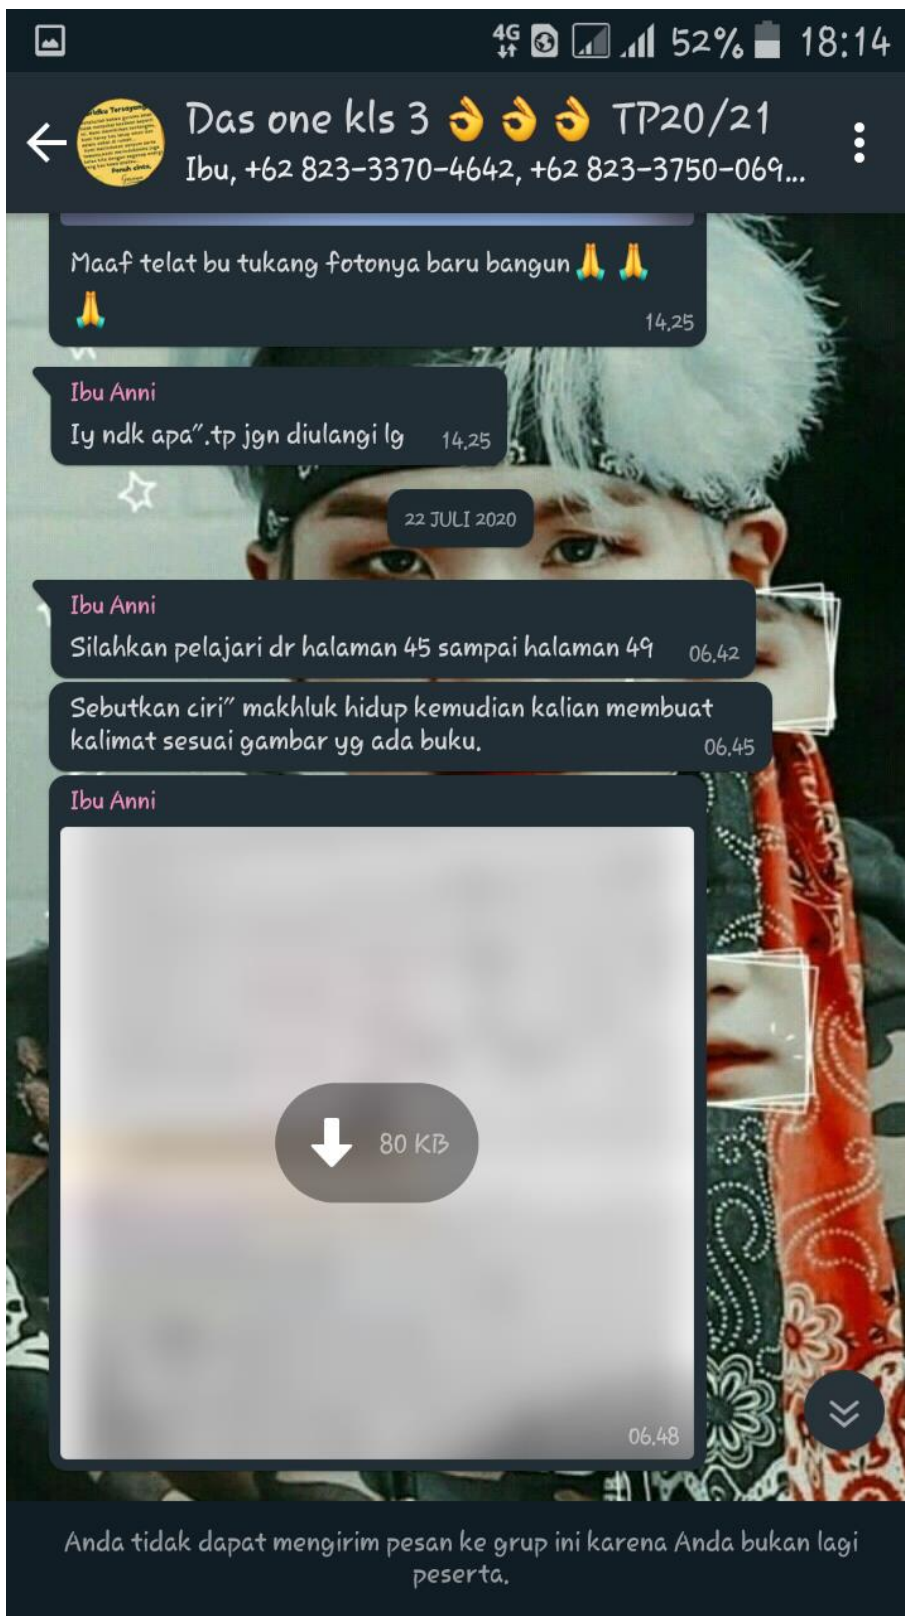 4G 52% 18:14
Das one kls 3 👌👌👌 TP20/21
Ibu, +62 823-3370-4642, +62 823-3750-069...
Maaf telat bu tukang fotonya baru bangun🙏 🙏
🙏
14.25
Ibu Anni
Iy ndk apa”.tp jgn diulangi lg 14.25
22 JULI 2020
Ibu Anni
Silahkan pelajari dr halaman 45 sampai halaman 49 06.42
Sebutkan ciri” makhluk hidup kemudian kalian membuat
kalimat sesuai gambar yg ada buku. 06.45
Ibu Anni
80 KB
06.48
Anda tidak dapat mengirim pesan ke grup ini karena Anda bukan lagi
peserta.